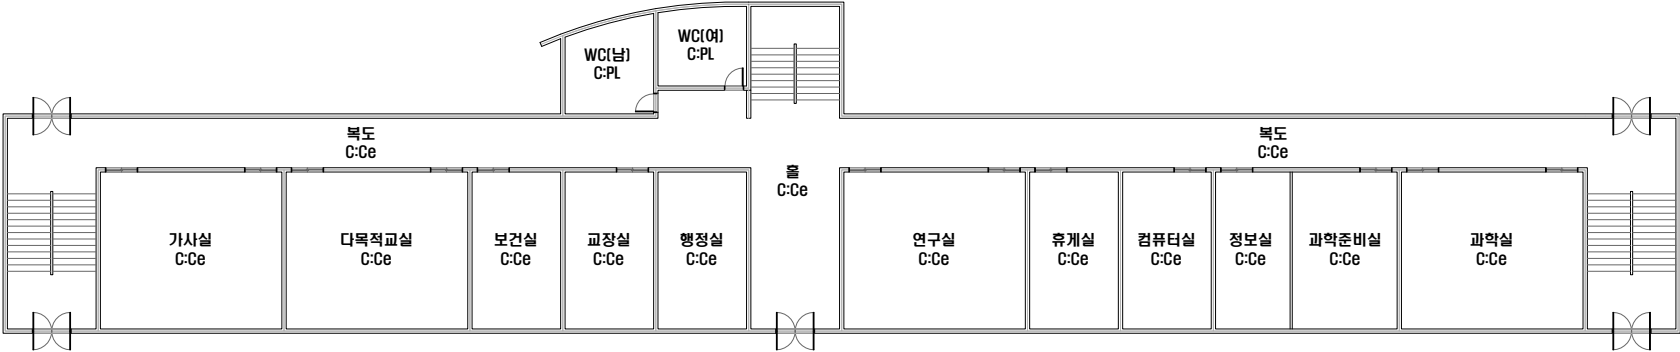 WC(남)
C:PL
WC(여)
C:PL
복도
C:Ce
복도
C:Ce
홀
C:Ce
가사실
C:Ce
다목적교실
C:Ce
보건실
C:Ce
교장실
C:Ce
행정실
C:Ce
연구실
C:Ce
휴게실
C:Ce
컴퓨터실
C:Ce
정보실
C:Ce
과학준비실
C:Ce
과학실
C:Ce